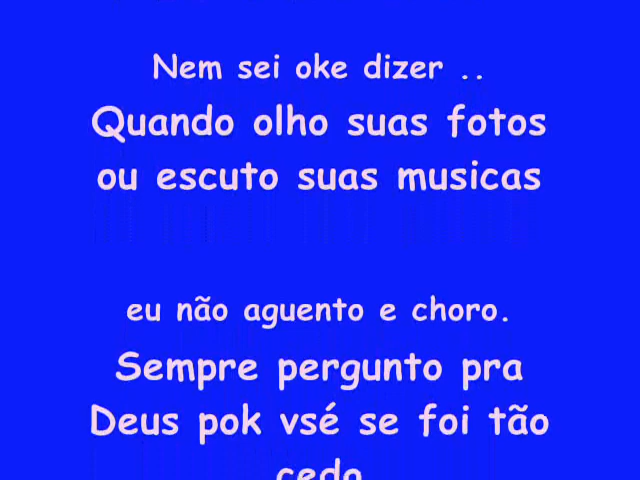 Nem sei oke dizer ..
Quando olho suas fotos
ou escuto suas musicas
eu não aguento e choro.
Sempre pergunto pra
Deus pok vsé se foi tão
cedo